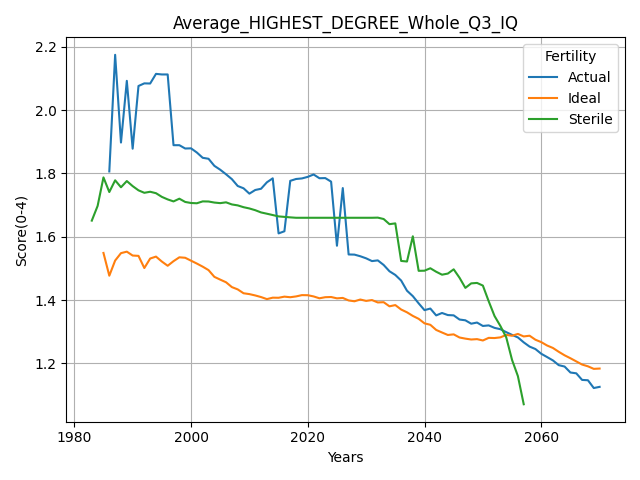 Average_HIGHEST_DEGREE_Whole_Q3_IQ
Fertility
Actual
Ideal
Sterile
Score(0-4)
2.2
2.0
1.8
1.6
1.4
1.2
1980
2000
2020
2040
2060
Years